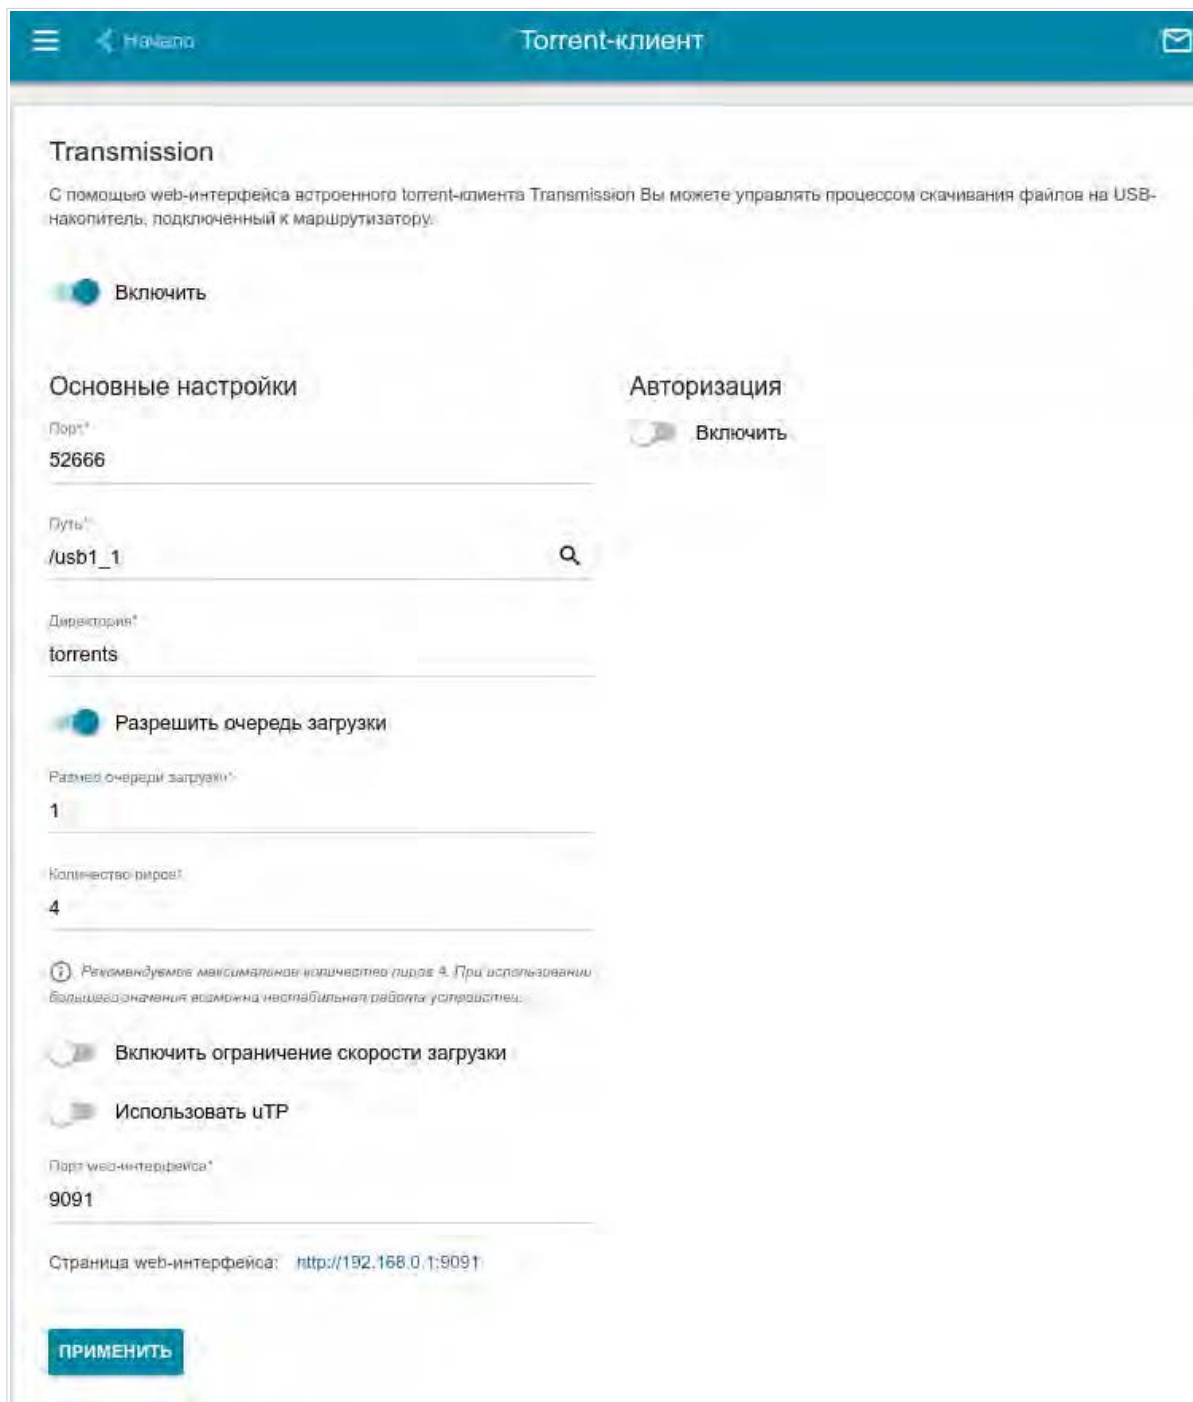 Начало
Torrent-клиент
Transmission
С помощью web-интерфейса встроенного torrent-клиента Transmission Вы можете управлять процессом скачивания файлов на USB-
накопитель, подключенный к маршрутизатору.
Включить
Основные настройки
Авторизация
Порт*
Включить
52666
Путь*
/usb1_1
Директория*
torrents
Разрешить очередь загрузки
Размер очереди загрузки*
1
Количество пиров*
4
Рекомендуемое максимальное количество пиров 4. При использовании
большего значения возможна нестабильная работа устройства.
Включить ограничение скорости загрузки
Использовать uTP
Порт web-интерфейса*
9091
Страница web-интерфейса: http://192.168.0.1:9091
ПРИМЕНИТЬ